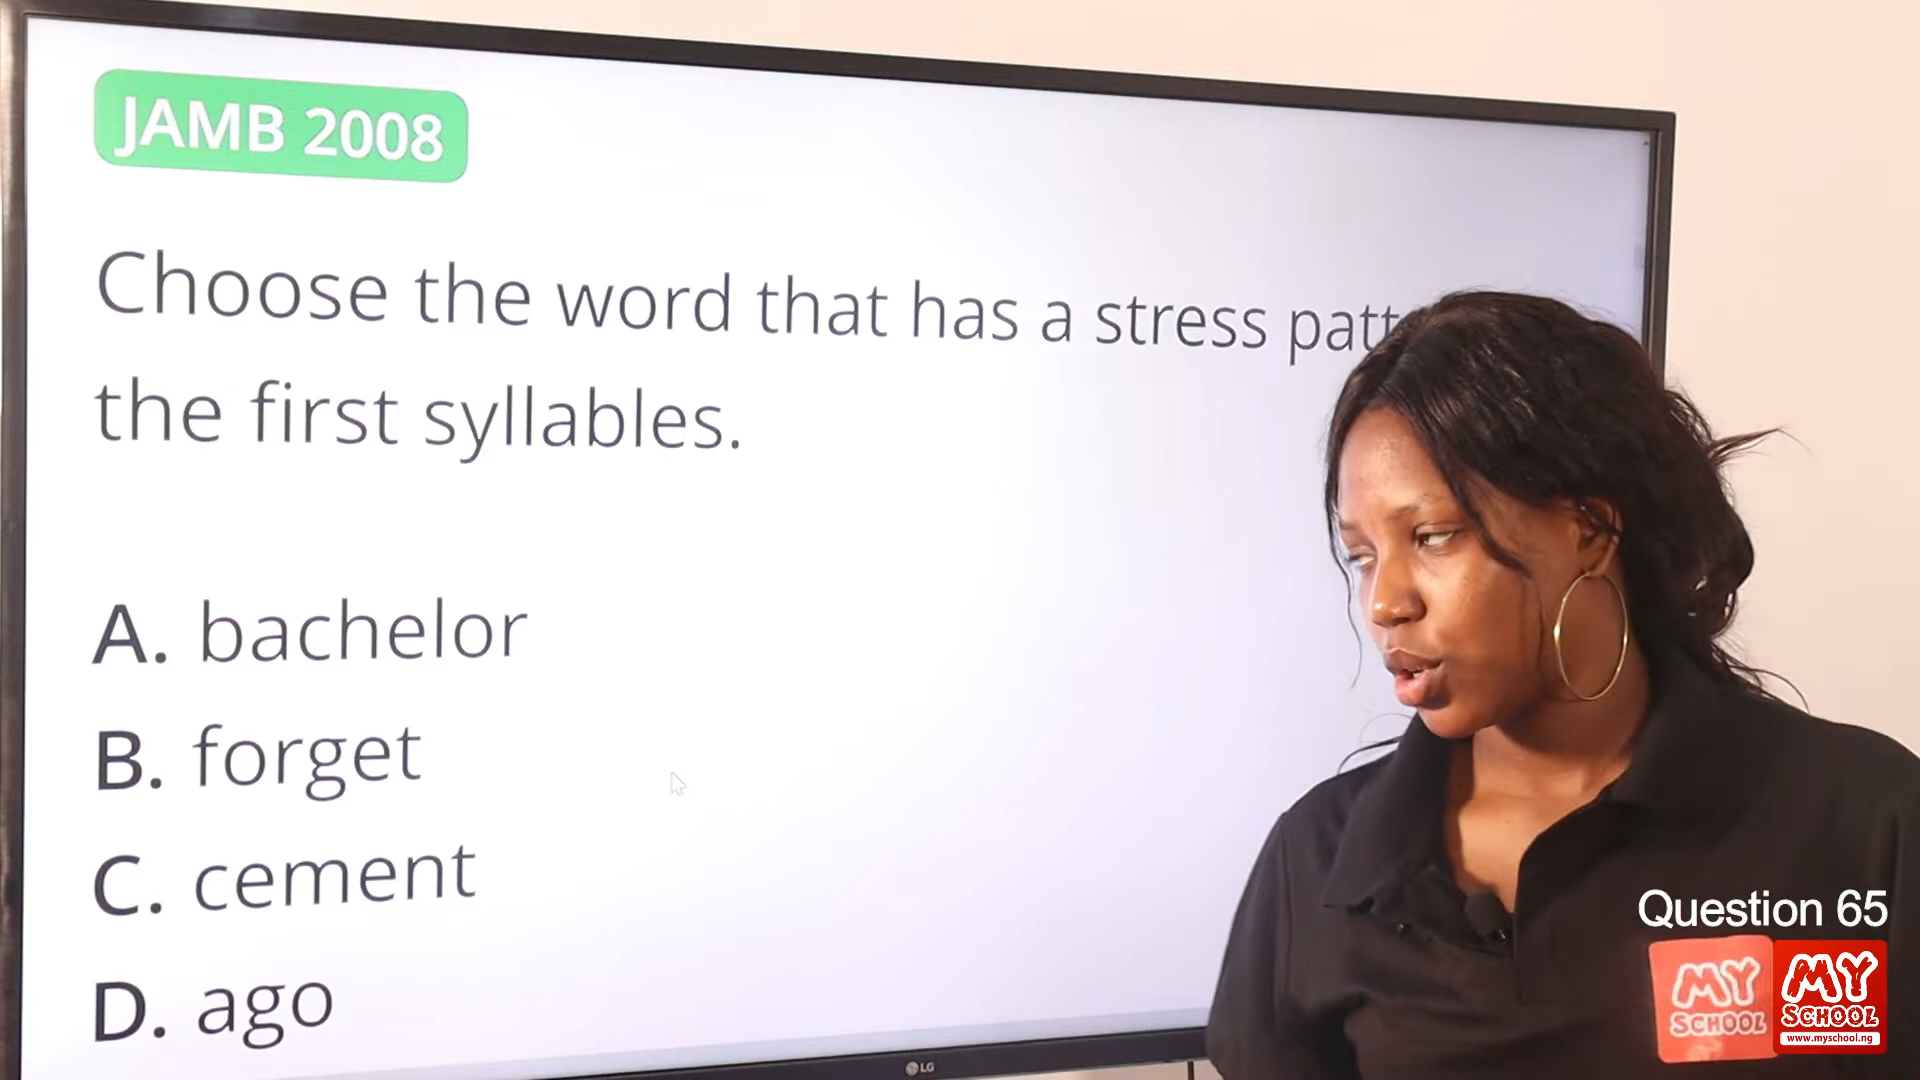 JAMB 2008
Choose the word that has a stress
the first syllables.
A. bachelor
B. forget
C. cement
D. ago
LG
Question 65
MY
SCHOOL
MY
SCHOOL
www.myschool.ng